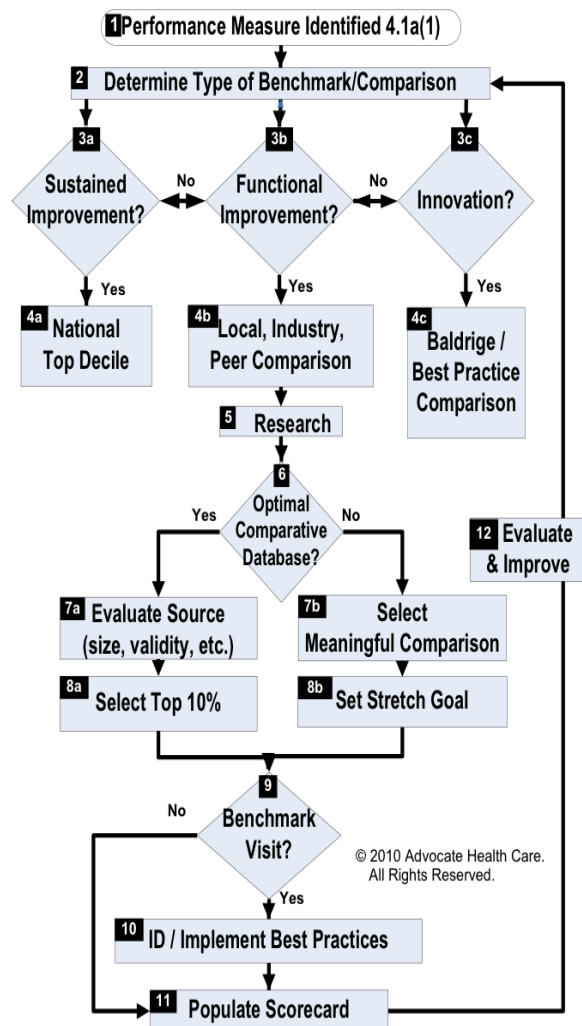 1 Performance Measure Identified 4.1a(1)
2 Determine Type of Benchmark/Comparison
3a
Sustained
Improvement?
No
3b
Functional
Improvement?
No
3c
Innovation?
Yes
Yes
Yes
4a
National
Top Decile
4b
Local, Industry,
Peer Comparison
4c
Baldrige /
Best Practice
Comparison
5 Research
6
Optimal
Comparative
Database?
Yes
No
12 Evaluate
& Improve
7a
Evaluate Source
(size, validity, etc.)
7b
Select
Meaningful Comparison
8a
Select Top 10%
8b
Set Stretch Goal
9
Benchmark
Visit?
No
Yes
© 2010 Advocate Health Care.
All Rights Reserved.
10
ID / Implement Best Practices
11
Populate Scorecard